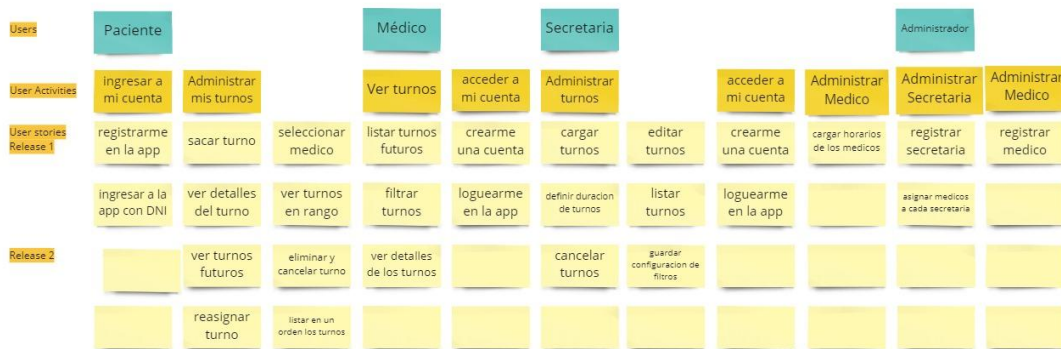 Users
Paciente
Médico
Secretaria
Administrador
User Activities
ingresar a
mi cuenta
Administrar
mis turnos
Ver turnos
acceder a
mi cuenta
Administrar
turnos
acceder a
mi cuenta
Administrar
Medico
Administrar
Secretaria
Administrar
Medico
User stories
Release 1
registrarme
en la app
sacar turno
seleccionar
medico
listar turnos
futuros
crearme
una cuenta
cargar
turnos
editar
turnos
crearme
una cuenta
cargar horarios
de los medicos
registrar
secretaria
registrar
medico
ingresar a la
app con DNI
ver detalles
del turno
ver turnos
en rango
filtrar
turnos
loguearme
en la app
definir duracion
de turnos
listar
turnos
loguearme
en la app
asignar medicos
a cada secretaria
Release 2
ver turnos
futuros
eliminar y
cancelar turno
ver detalles
de los turnos
cancelar
turnos
guardar
configuracion de
filtros
reasignar
turno
listar en un
orden los turnos